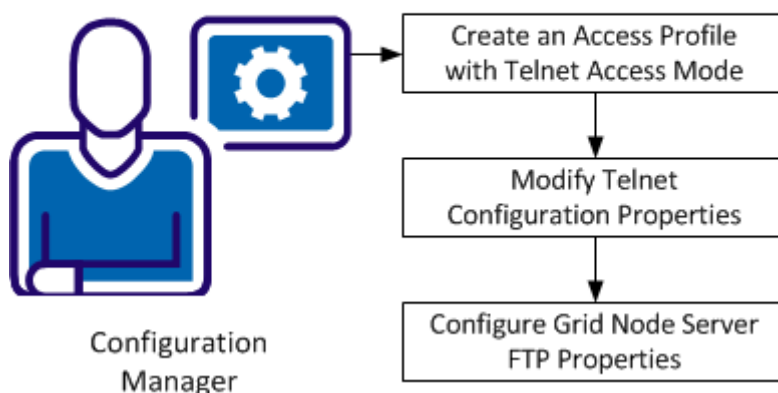 Create an Access Profile
with Telnet Access Mode
Modify Telnet
Configuration Properties
Configure Grid Node Server
FTP Properties
Configuration
Manager